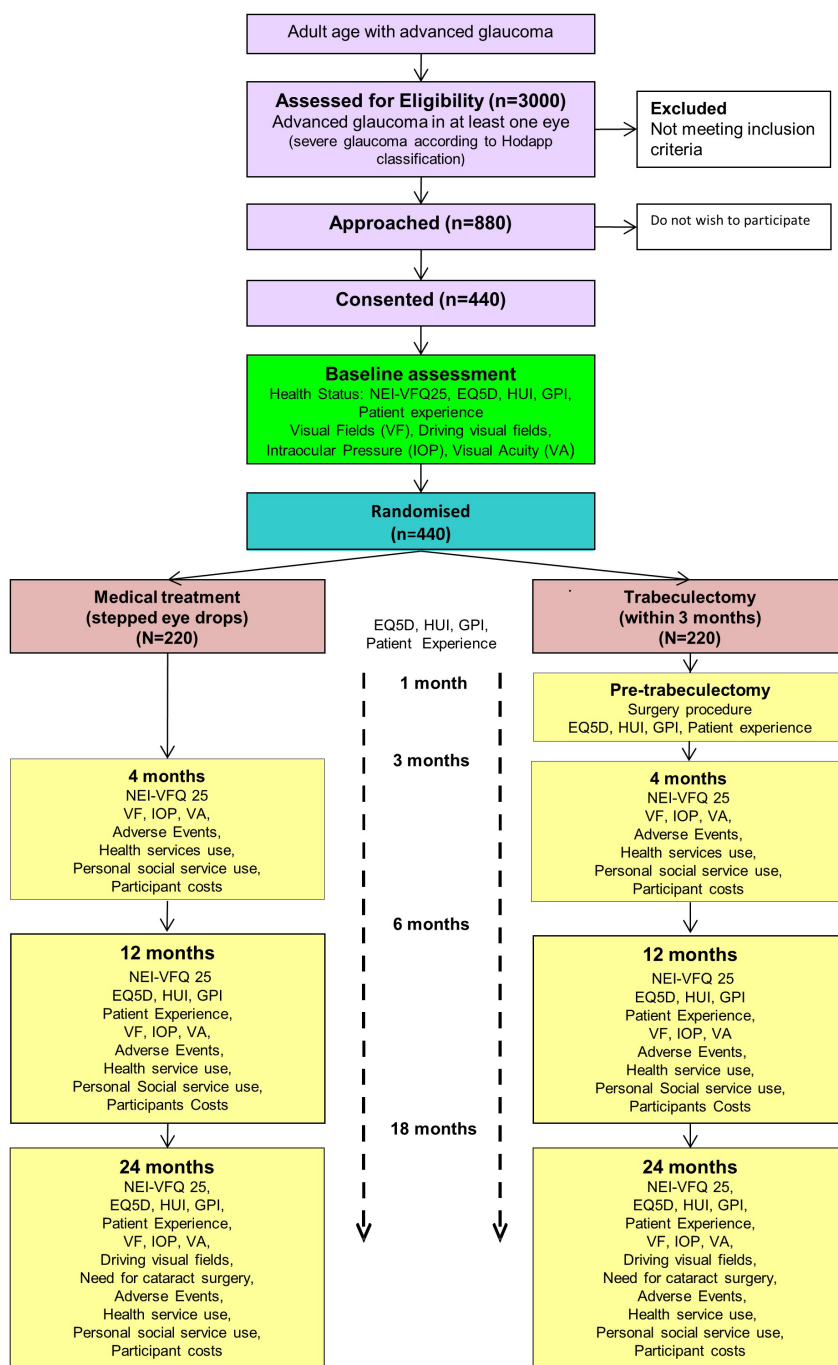 Adult age with advanced glaucoma
Assessed for Eligibility (n=3000)
Advanced glaucoma in at least one eye
(severe glaucoma according to Hodapp
classification)
Excluded
Not meeting inclusion
criteria
Approached (n=880)
Do not wish to participate
Consented (n=440)
Baseline assessment
Health Status: NEI-VFQ25, EQ5D, HUI, GPI,
Patient experience
Visual Fields (VF), Driving visual fields,
Intraocular Pressure (IOP), Visual Acuity (VA)
Randomised
(n=440)
Medical treatment
(stepped eye drops)
(N=220)
EQ5D, HUI, GPI,
Patient Experience
1 month
3 months
6 months
18 months
Trabeculectomy
(within 3 months)
(N=220)
Pre-trabeculectomy
Surgery procedure
EQ5D, HUI, GPI, Patient experience
4 months
NEI-VFQ 25
VF, IOP, VA,
Adverse Events,
Health services use,
Personal social service use,
Participant costs
4 months
NEI-VFQ 25
VF, IOP, VA,
Adverse Events,
Health services use,
Personal social service use,
Participant costs
12 months
NEI-VFQ 25
EQ5D, HUI, GPI
Patient Experience,
VF, IOP, VA
Adverse Events,
Health service use,
Personal Social service use,
Participants Costs
12 months
NEI-VFQ 25
EQ5D, HUI, GPI
Patient Experience,
VF, IOP, VA
Adverse Events,
Health service use,
Personal Social service use,
Participants Costs
24 months
NEI-VFQ 25,
EQ5D, HUI, GPI,
Patient Experience,
VF, IOP, VA,
Driving visual fields,
Need for cataract surgery,
Adverse Events,
Health service use,
Personal social service use,
Participant costs
24 months
NEI-VFQ 25,
EQ5D, HUI, GPI,
Patient Experience,
VF, IOP, VA,
Driving visual fields,
Need for cataract surgery,
Adverse Events,
Health service use,
Personal social service use,
Participant costs